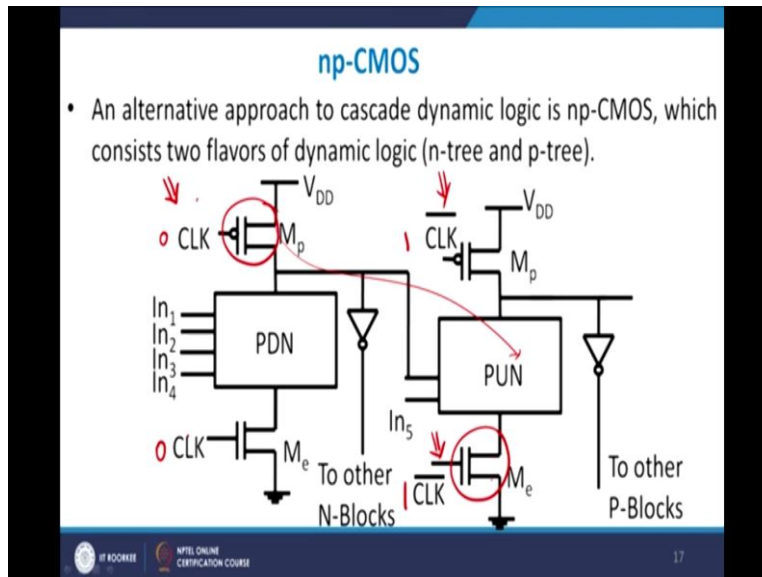 np-CMOS
• An alternative approach to cascade dynamic logic is np-CMOS, which
consists two flavors of dynamic logic (n-tree and p-tree).
V_DD
0 CLK
M_p
In_1
In_2
In_3
In_4
PDN
0 CLK
M_e
To other
N-Blocks
V_DD
1 C̅L̅K̅
M_p
PUN
In_5
1 C̅L̅K̅
M_e
To other
P-Blocks
IIT ROORKEE
NPTEL ONLINE
CERTIFICATION COURSE
17